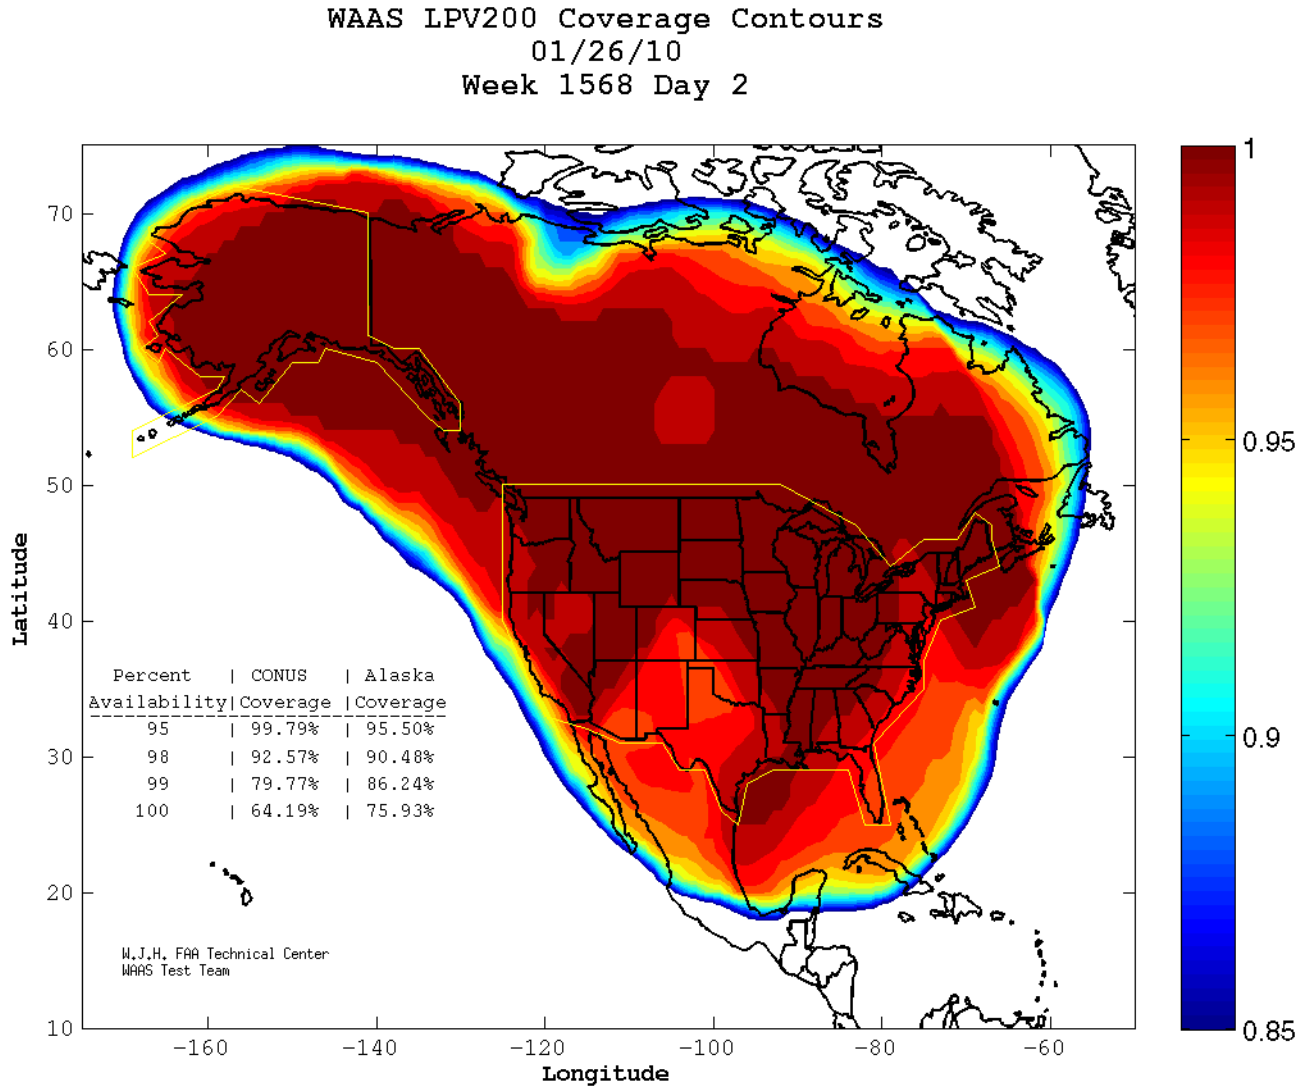 WAAS LPV200 Coverage Contours
01/26/10
Week 1568 Day 2
70
60
50
40
30
20
10
Latitude
Percent | CONUS | Alaska
Availability|Coverage |Coverage
95 | 99.79% | 95.50%
98 | 92.57% | 90.48%
99 | 79.77% | 86.24%
100 | 64.19% | 75.93%
W.J.H. FAA Technical Center
WAAS Test Team
-160 -140 -120 -100 -80 -60
Longitude
1
0.95
0.9
0.85